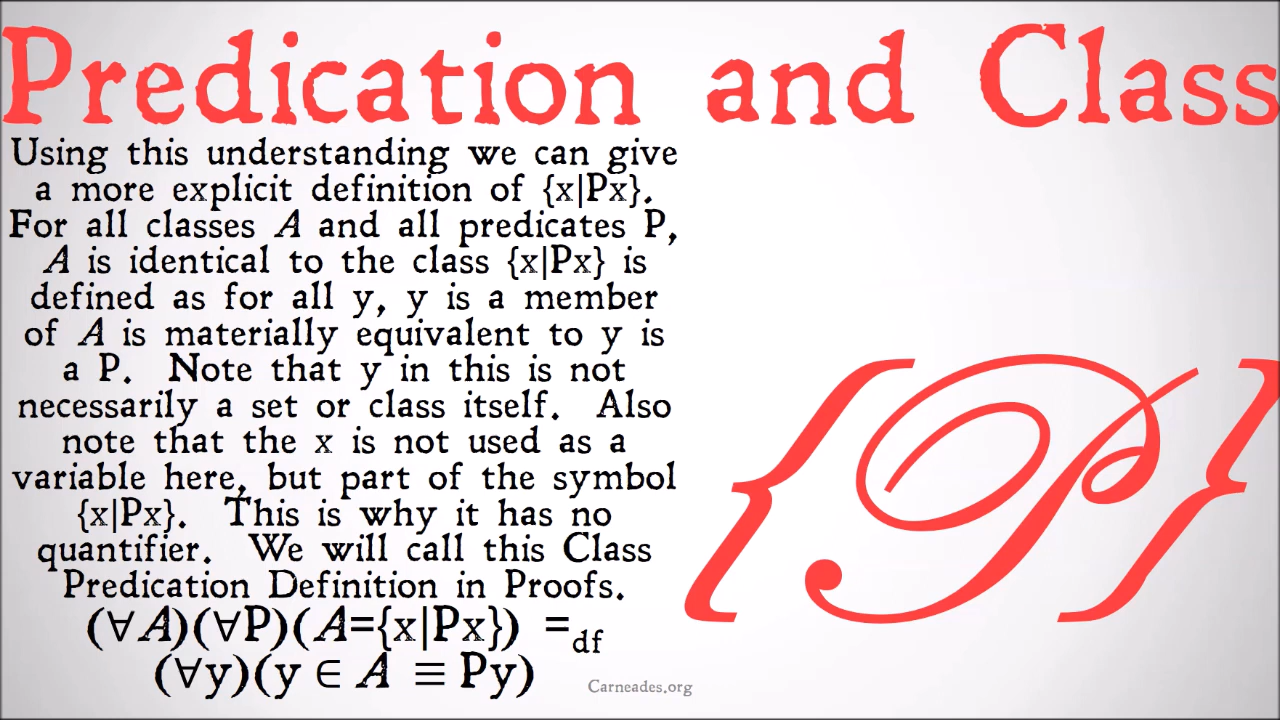 Predication and Class
Using this understanding we can give
a more explicit definition of {x|Px}.
For all classes A and all predicates P,
A is identical to the class {x|Px} is
defined as for all y, y is a member
of A is materially equivalent to y is
a P. Note that y in this is not
necessarily a set or class itself. Also
note that the x is not used as a
variable here, but part of the symbol
{x|Px}. This is why it has no
quantifier. We will call this Class
Predication Definition in Proofs.
(∀A)(∀P)(A={x|Px}) =df
(∀y)(y ∈ A ≡ Py)
{P}
Carneades.org